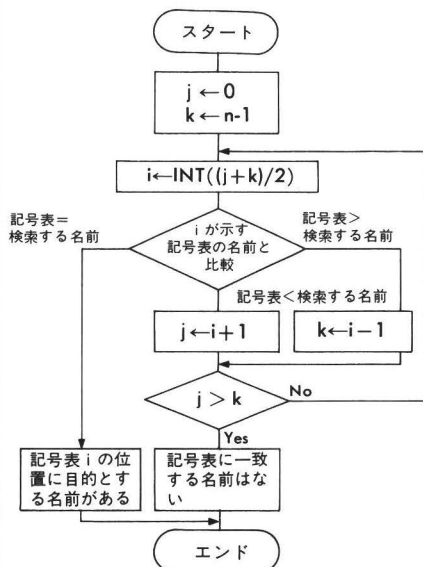 スタート
j←0
k←n-1
i←INT((j+k)/2)
記号表=
検索する名前
iが示す
記号表の名前と
比較
記号表>
検索する名前
記号表<検索する名前
j←i+1
k←i-1
j>k
No
Yes
記号表iの位
置に目的とす
る名前がある
記号表に一致
する名前はな
い
エンド